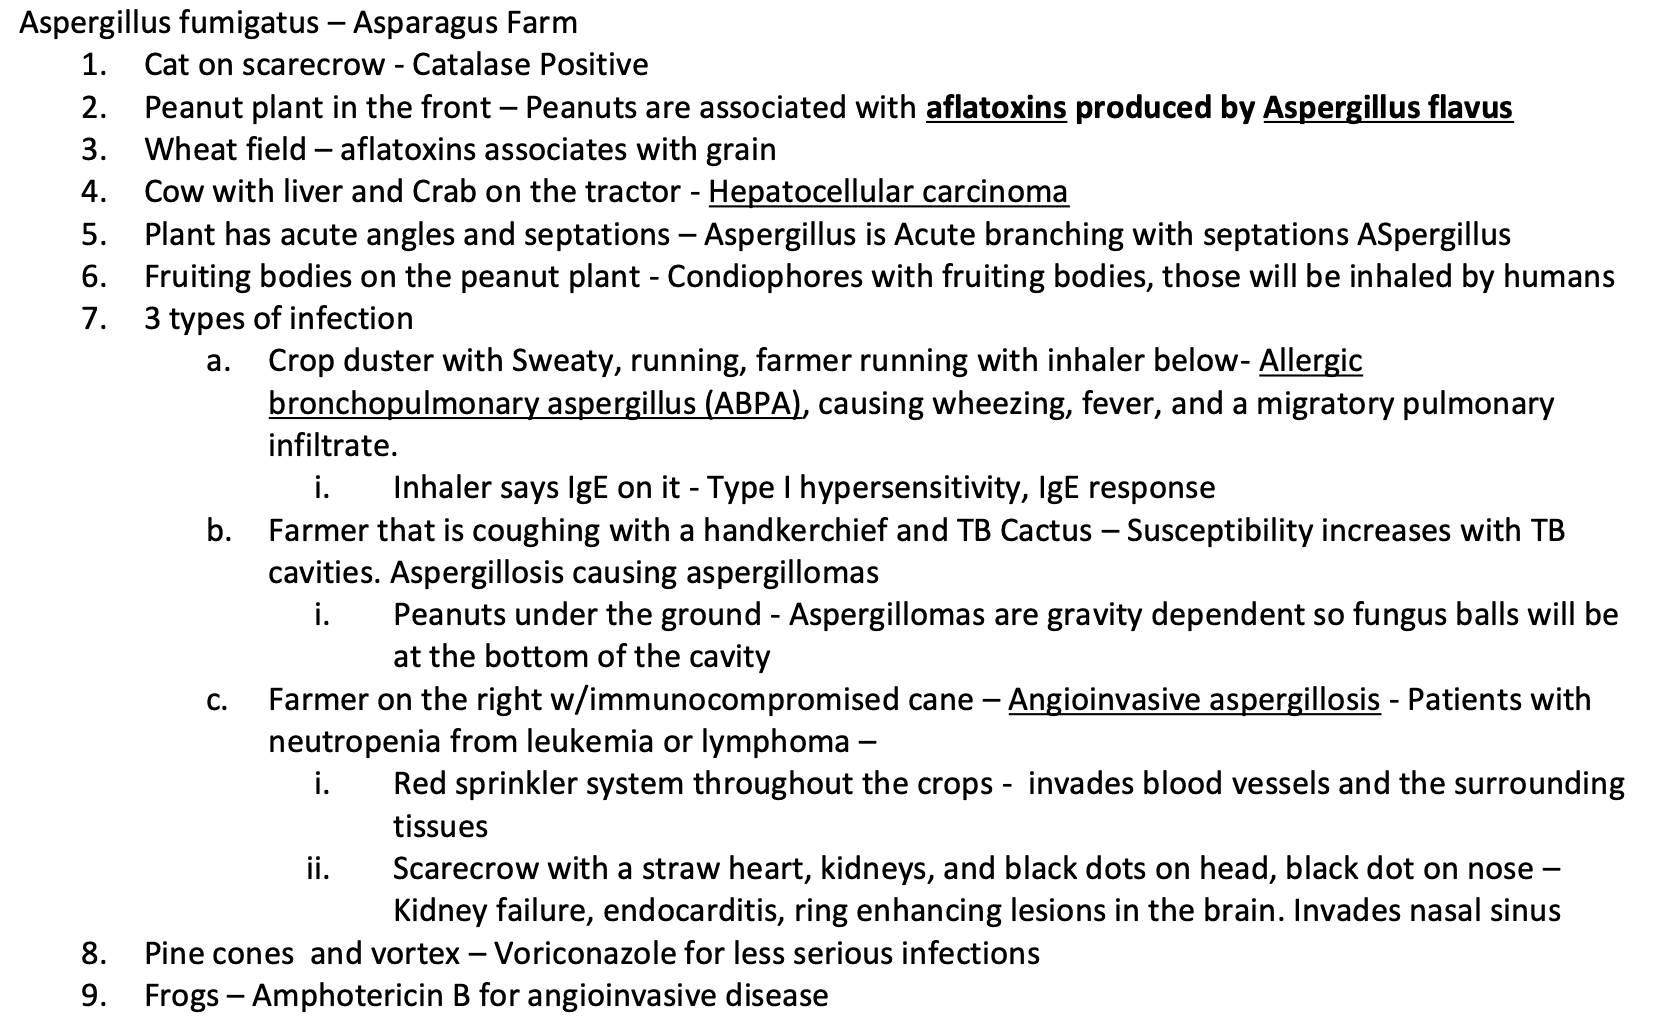 Aspergillus fumigatus – Asparagus Farm
1. Cat on scarecrow - Catalase Positive
2. Peanut plant in the front – Peanuts are associated with aflatoxins produced by Aspergillus flavus
3. Wheat field – aflatoxins associates with grain
4. Cow with liver and Crab on the tractor - Hepatocellular carcinoma
5. Plant has acute angles and septations – Aspergillus is Acute branching with septations ASpergillus
6. Fruiting bodies on the peanut plant - Condiophores with fruiting bodies, those will be inhaled by humans
7. 3 types of infection
a. Crop duster with Sweaty, running, farmer running with inhaler below- Allergic
bronchopulmonary aspergillus (ABPA), causing wheezing, fever, and a migratory pulmonary
infiltrate.
i. Inhaler says IgE on it - Type I hypersensitivity, IgE response
b. Farmer that is coughing with a handkerchief and TB Cactus – Susceptibility increases with TB
cavities. Aspergillosis causing aspergillomas
i. Peanuts under the ground - Aspergillomas are gravity dependent so fungus balls will be
at the bottom of the cavity
c. Farmer on the right w/immunocompromised cane – Angioinvasive aspergillosis - Patients with
neutropenia from leukemia or lymphoma –
i. Red sprinkler system throughout the crops - invades blood vessels and the surrounding
tissues
ii. Scarecrow with a straw heart, kidneys, and black dots on head, black dot on nose –
Kidney failure, endocarditis, ring enhancing lesions in the brain. Invades nasal sinus
8. Pine cones and vortex – Voriconazole for less serious infections
9. Frogs – Amphotericin B for angioinvasive disease